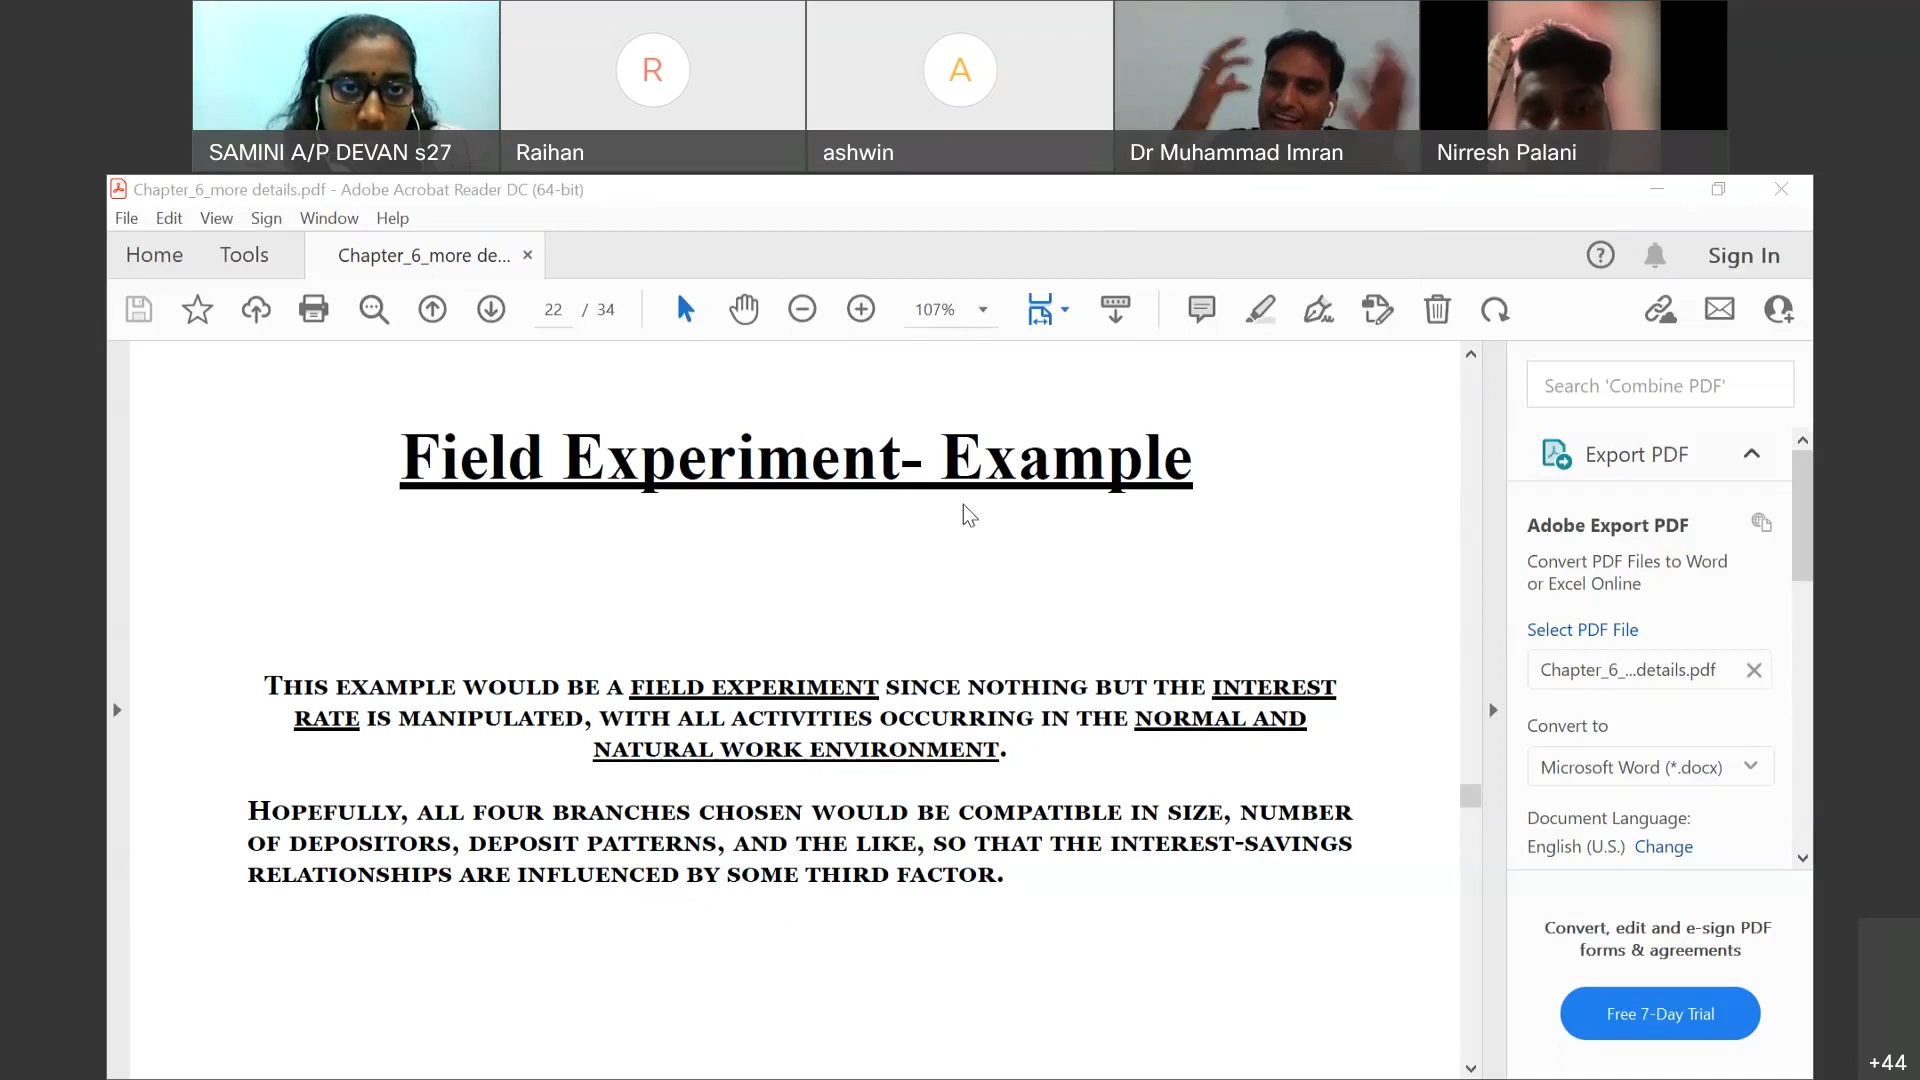 R
A
SAMINI A/P DEVAN s27
Raihan
ashwin
Dr Muhammad Imran
Nirresh Palani
Chapter_6_more details.pdf - Adobe Acrobat Reader DC (64-bit)
File Edit View Sign Window Help
Home Tools Chapter_6_more de... × Sign In
22 / 34 107%
Field Experiment- Example
THIS EXAMPLE WOULD BE A FIELD EXPERIMENT SINCE NOTHING BUT THE INTEREST
RATE IS MANIPULATED, WITH ALL ACTIVITIES OCCURRING IN THE NORMAL AND
NATURAL WORK ENVIRONMENT.
HOPEFULLY, ALL FOUR BRANCHES CHOSEN WOULD BE COMPATIBLE IN SIZE, NUMBER
OF DEPOSITORS, DEPOSIT PATTERNS, AND THE LIKE, SO THAT THE INTEREST-SAVINGS
RELATIONSHIPS ARE INFLUENCED BY SOME THIRD FACTOR.
Search 'Combine PDF'
Export PDF
Adobe Export PDF
Convert PDF Files to Word
or Excel Online
Select PDF File
Chapter_6_...details.pdf
Convert to
Microsoft Word (*.docx)
Document Language:
English (U.S.) Change
Convert, edit and e-sign PDF
forms & agreements
Free 7-Day Trial
+44